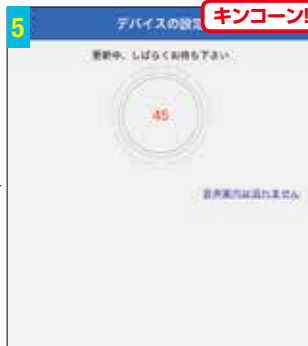 5
デバイスの設定
キンコーン!
更新中、しばらくお待ち下さい
45
音声案内は流れません